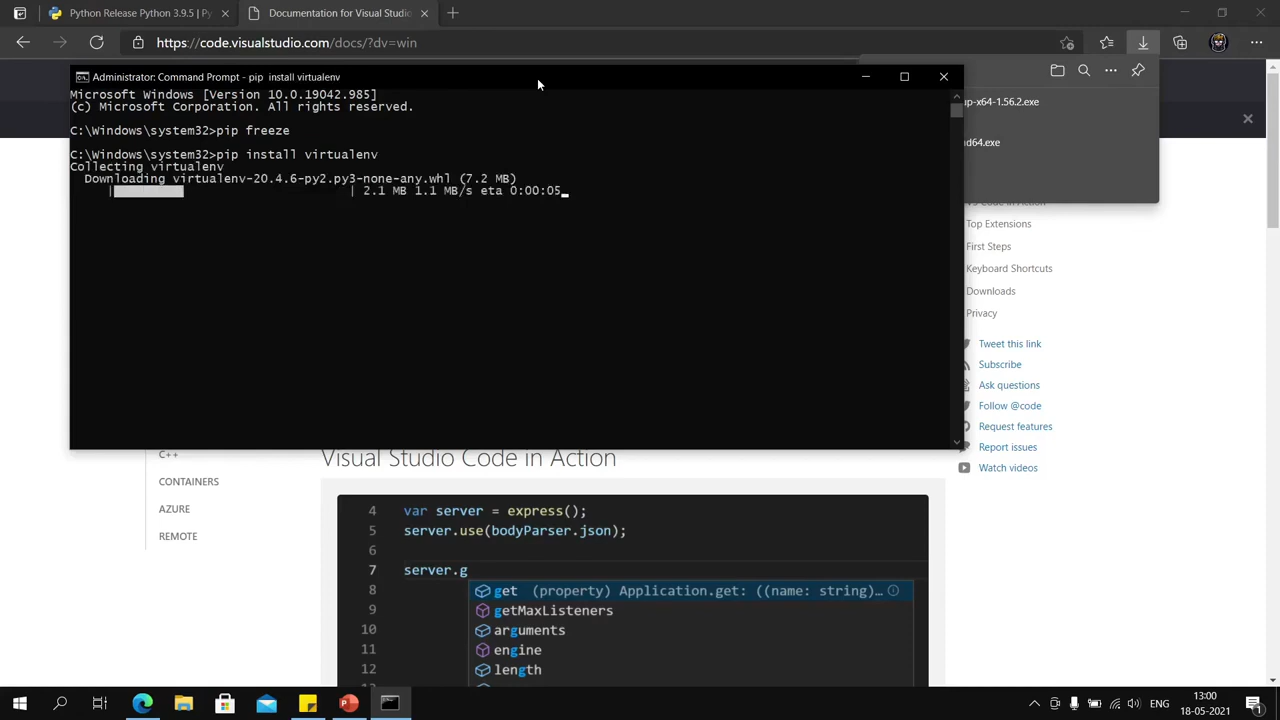 Python Release Python 3.9.5 | Py
Documentation for Visual Studio
https://code.visualstudio.com/docs/?dv=win
Administrator: Command Prompt - pip  install virtualenv
Microsoft Windows [Version 10.0.19042.985]
(c) Microsoft Corporation. All rights reserved.
C:\Windows\system32>pip freeze
C:\Windows\system32>pip install virtualenv
Collecting virtualenv
Downloading virtualenv-20.4.6-py2.py3-none-any.whl (7.2 MB)
| | 2.1 MB 1.1 MB/s eta 0:00:05
up-x64-1.56.2.exe
nd64.exe
VS Code in Action
Top Extensions
First Steps
Keyboard Shortcuts
Downloads
Privacy
Tweet this link
Subscribe
Ask questions
Follow @code
Request features
Report issues
Watch videos
C++
CONTAINERS
AZURE
REMOTE
Visual Studio Code in Action
4 var server = express();
5 server.use(bodyParser.json);
6
7 server.g
8 get (property) Application.get: ((name: string)…
9 getMaxListeners
10 arguments
11 engine
12 length
ENG
13:00
18-05-2021
1